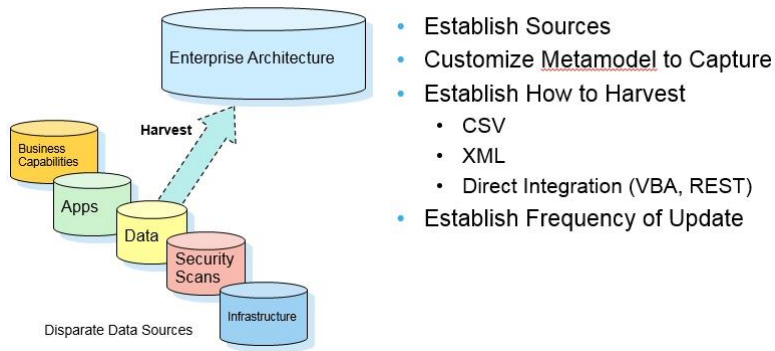 Enterprise Architecture
Harvest
Business
Capabilities
Apps
Data
Security
Scans
Infrastructure
Disparate Data Sources
• Establish Sources
• Customize Metamodel to Capture
• Establish How to Harvest
• CSV
• XML
• Direct Integration (VBA, REST)
• Establish Frequency of Update